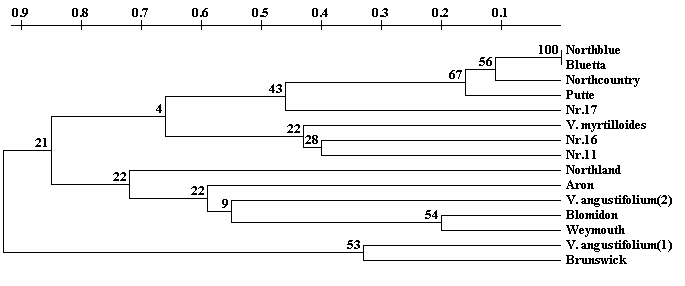 0.9 0.8 0.7 0.6 0.5 0.4 0.3 0.2 0.1
100 Northblue
Bluetta
56 Northcountry
67 Putte
43 Nr.17
4
22 V. myrtilloides
28 Nr.16
Nr.11
21
22 Northland
22 Aron
9 V. angustifolium(2)
54 Blomidon
Weymouth
53 V. angustifolium(1)
Brunswick